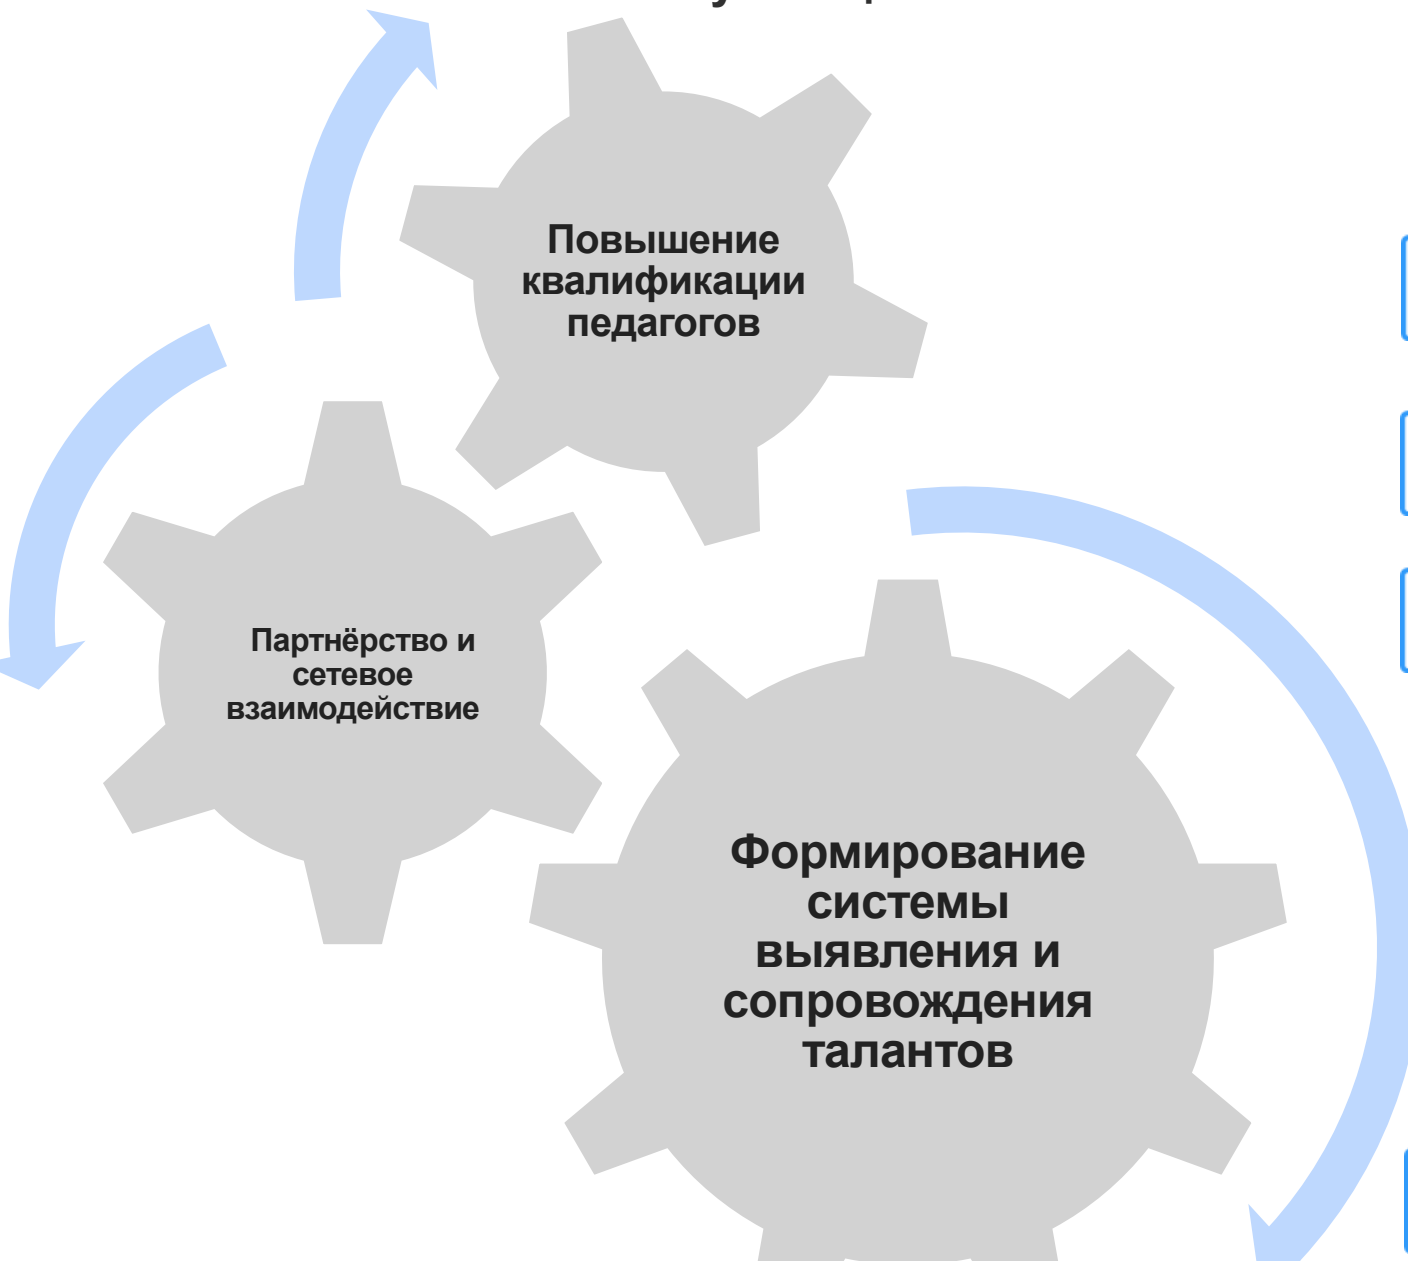 Повышение
квалификации
педагогов
Партнёрство и
сетевое
взаимодействие
Формирование
системы
выявления и
сопровождения
талантов